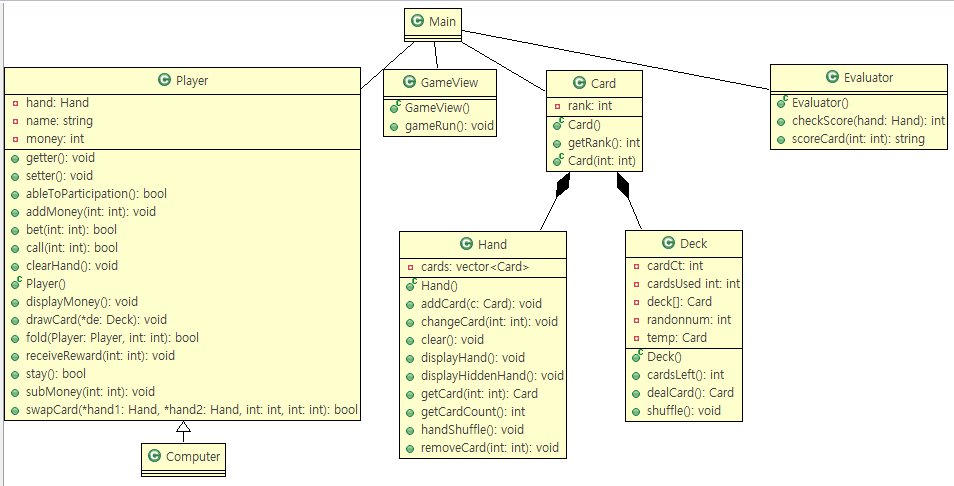 Main
Player
hand: Hand
name: string
money: int
getter(): void
setter(): void
ableToParticipation(): bool
addMoney(int: int): void
bet(int: int): bool
call(int: int): bool
clearHand(): void
Player()
displayMoney(): void
drawCard(*de: Deck): void
fold(Player: Player, int: int): bool
receiveReward(int: int): void
stay(): bool
subMoney(int: int): void
swapCard(*hand1: Hand, *hand2: Hand, int: int, int: int): bool
Computer
GameView
GameView()
gameRun(): void
Card
rank: int
Card()
getRank(): int
Card(int: int)
Evaluator
Evaluator()
checkScore(hand: Hand): int
scoreCard(int: int): string
Hand
cards: vector<Card>
Hand()
addCard(c: Card): void
changeCard(int: int): void
clear(): void
displayHand(): void
displayHiddenHand(): void
getCard(int: int): Card
getCardCount(): int
handShuffle(): void
removeCard(int: int): void
Deck
cardCt: int
cardsUsed int: int
deck[]: Card
randonnum: int
temp: Card
Deck()
cardsLeft(): int
dealCard(): Card
shuffle(): void